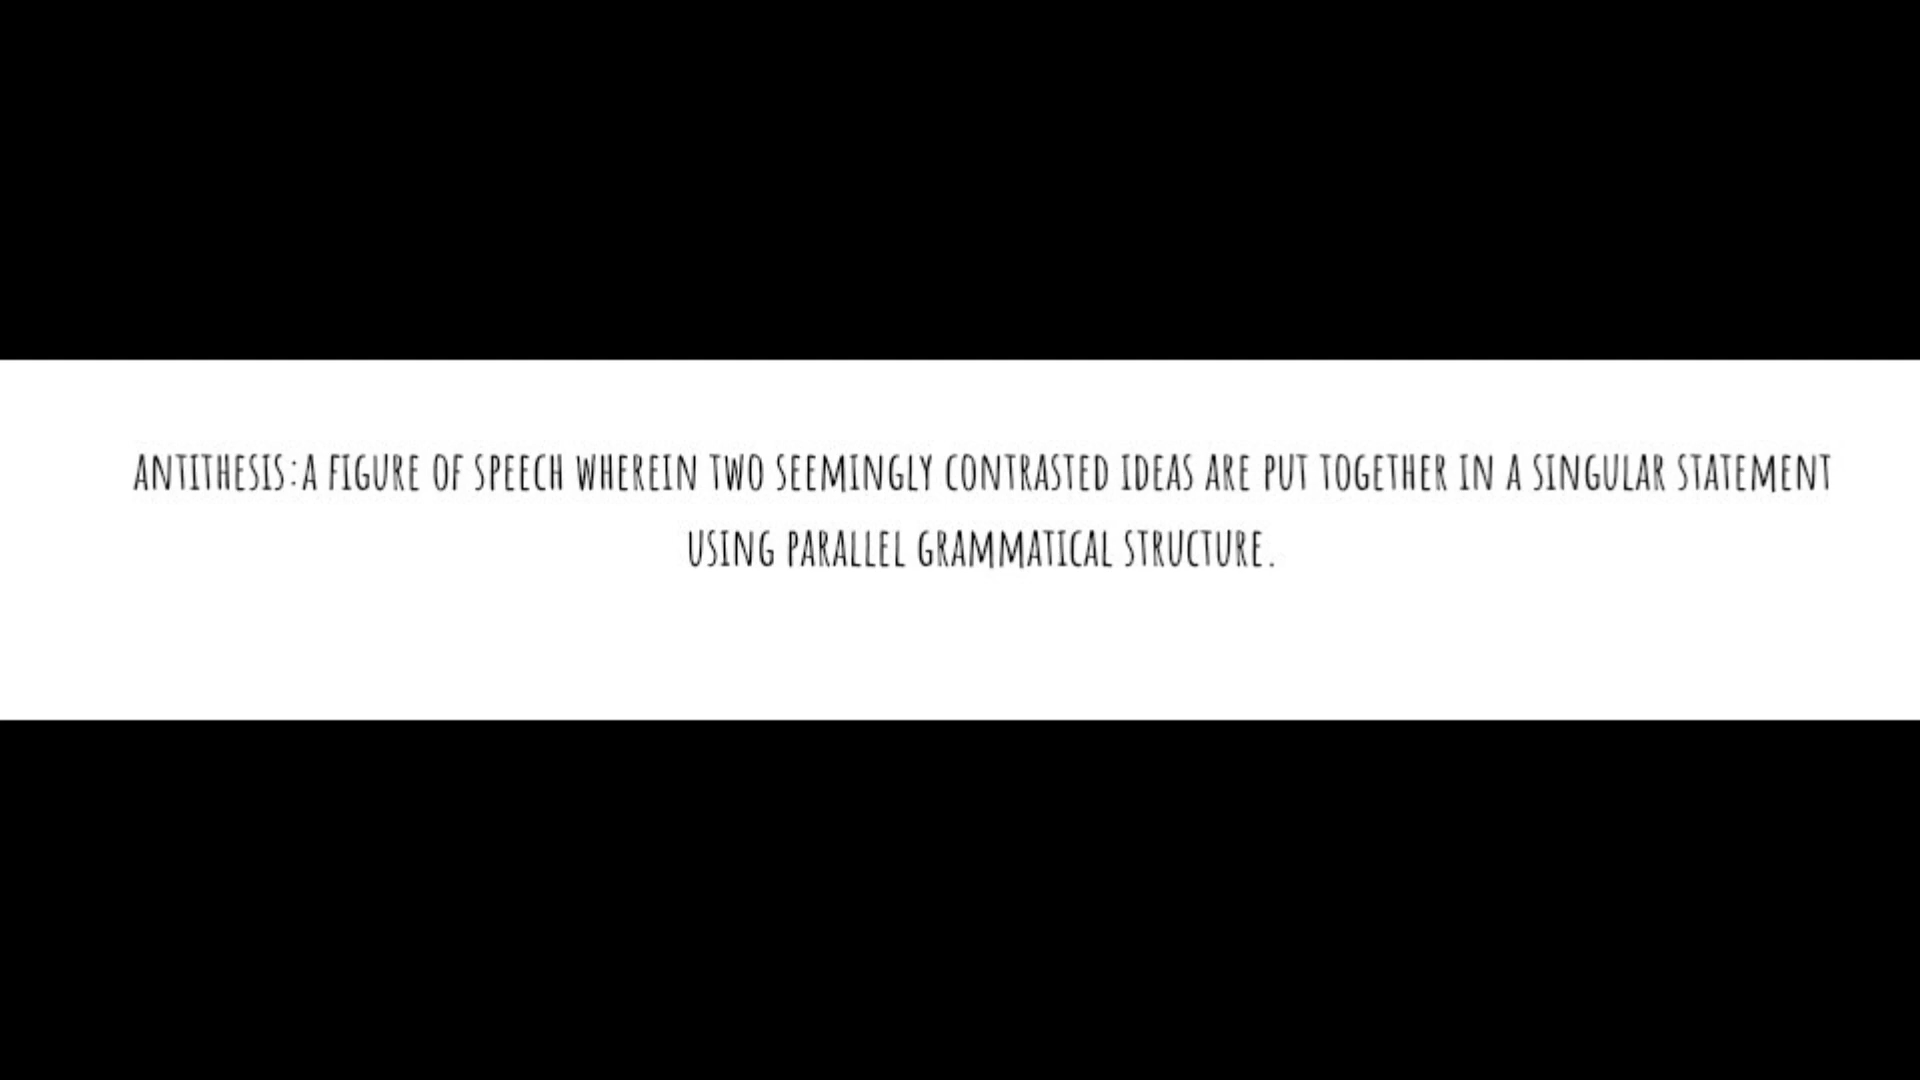 ANTITHESIS:A FIGURE OF SPEECH WHEREIN TWO SEEMINGLY CONTRASTED IDEAS ARE PUT TOGETHER IN A SINGULAR STATEMENT
USING PARALLEL GRAMMATICAL STRUCTURE.